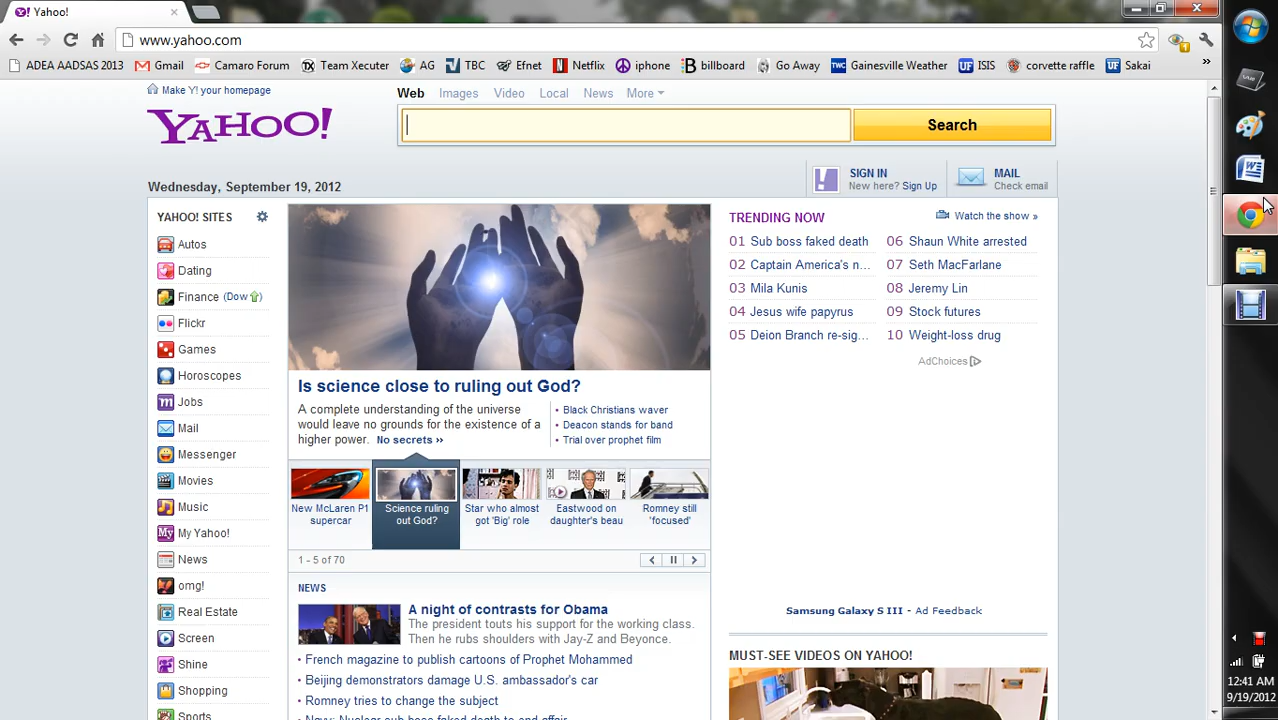 Yahoo!
www.yahoo.com
ADEA AADSAS 2013 Gmail Camaro Forum Team Xecuter AG TBC Efnet Netflix iphone billboard Go Away Gainesville Weather ISIS corvette raffle Sakai
Make Y! your homepage
Web Images Video Local News More
YAHOO!
Search
Wednesday, September 19, 2012
SIGN IN
New here? Sign Up
MAIL
Check email
YAHOO! SITES
Autos
Dating
Finance (Dow )
Flickr
Games
Horoscopes
Jobs
Mail
Messenger
Movies
Music
My Yahoo!
News
omg!
Real Estate
Screen
Shine
Shopping
Sports
Is science close to ruling out God?
A complete understanding of the universe
would leave no grounds for the existence of a
higher power. No secrets »
• Black Christians waver
• Deacon stands for band
• Trial over prophet film
New McLaren P1
supercar
Science ruling
out God?
Star who almost
got 'Big' role
Eastwood on
daughter's beau
Romney still
'focused'
1 - 5 of 70
NEWS
A night of contrasts for Obama
The president touts his support for the working class.
Then he rubs shoulders with Jay-Z and Beyonce.
• French magazine to publish cartoons of Prophet Mohammed
• Beijing demonstrators damage U.S. ambassador's car
• Romney tries to change the subject
• Navy: Nuclear sub boss faked death to end affair
TRENDING NOW
Watch the show »
01 Sub boss faked death
02 Captain America's n...
03 Mila Kunis
04 Jesus wife papyrus
05 Deion Branch re-sig...
06 Shaun White arrested
07 Seth MacFarlane
08 Jeremy Lin
09 Stock futures
10 Weight-loss drug
AdChoices
Samsung Galaxy S III - Ad Feedback
MUST-SEE VIDEOS ON YAHOO!
12:41 AM
9/19/2012